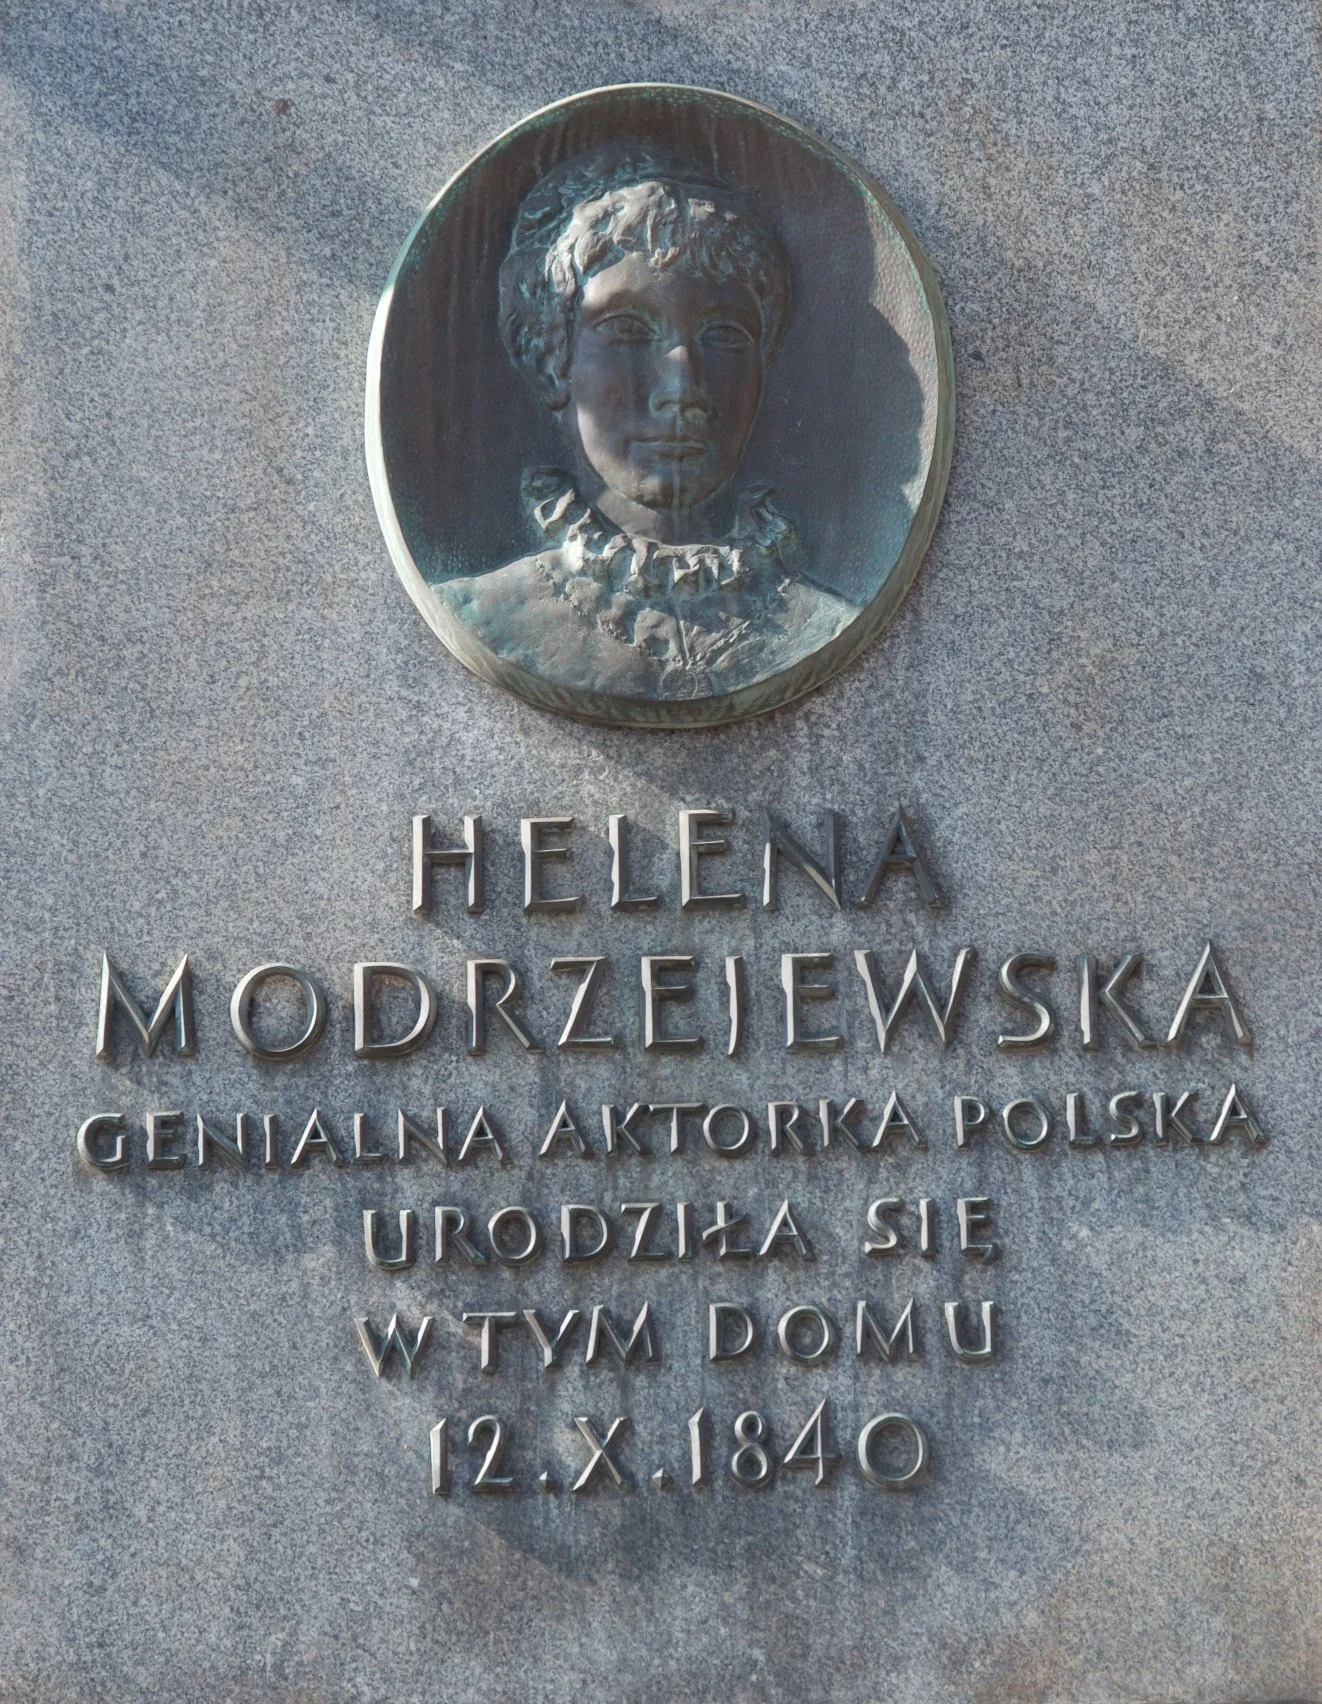 HELENA
MODRZEJEWSKA
GENIALNA AKTORKA POLSKA
URODZIŁA SIĘ
W TYM DOMU
12.X.1840